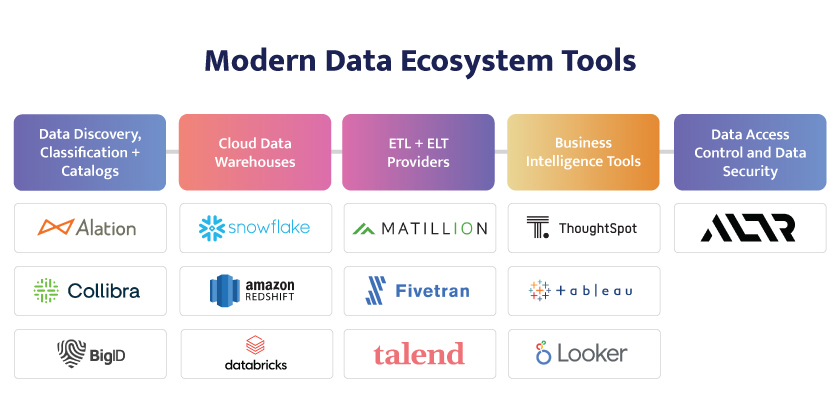 Modern Data Ecosystem Tools
Data Discovery,
Classification +
Catalogs
Cloud Data
Warehouses
ETL + ELT
Providers
Business
Intelligence Tools
Data Access
Control and Data
Security
Alation
snowflake
MATILLION
T. ThoughtSpot
ALTR
Collibra
amazon
REDSHIFT
Fivetran
+ableau
BigID
databricks
talend
Looker